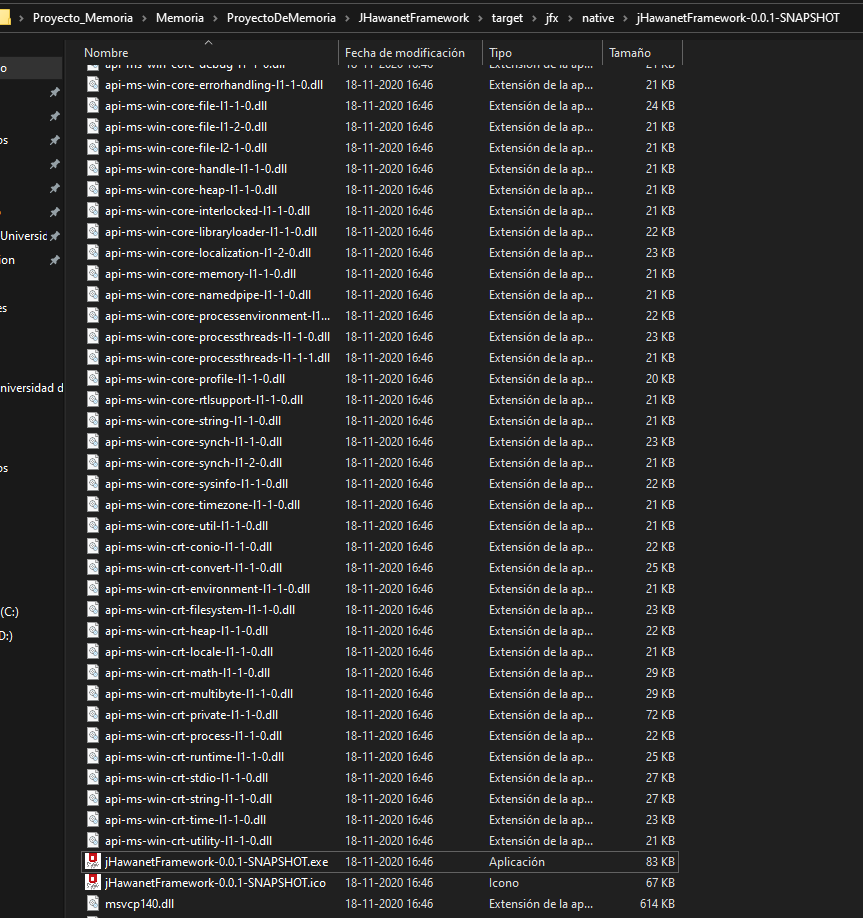 Proyecto_Memoria > Memoria > ProyectoDeMemoria > JHawanetFramework > target > jfx > native > jHawanetFramework-0.0.1-SNAPSHOT
Nombre Fecha de modificación Tipo Tamaño
api-ms-win-core-debug-l1-1-0.dll 18-11-2020 16:46 Extensión de la ap... 21 KB
api-ms-win-core-errorhandling-l1-1-0.dll 18-11-2020 16:46 Extensión de la ap... 21 KB
api-ms-win-core-file-l1-1-0.dll 18-11-2020 16:46 Extensión de la ap... 24 KB
api-ms-win-core-file-l1-2-0.dll 18-11-2020 16:46 Extensión de la ap... 21 KB
api-ms-win-core-file-l2-1-0.dll 18-11-2020 16:46 Extensión de la ap... 21 KB
api-ms-win-core-handle-l1-1-0.dll 18-11-2020 16:46 Extensión de la ap... 21 KB
api-ms-win-core-heap-l1-1-0.dll 18-11-2020 16:46 Extensión de la ap... 21 KB
api-ms-win-core-interlocked-l1-1-0.dll 18-11-2020 16:46 Extensión de la ap... 21 KB
api-ms-win-core-libraryloader-l1-1-0.dll 18-11-2020 16:46 Extensión de la ap... 22 KB
api-ms-win-core-localization-l1-2-0.dll 18-11-2020 16:46 Extensión de la ap... 23 KB
api-ms-win-core-memory-l1-1-0.dll 18-11-2020 16:46 Extensión de la ap... 21 KB
api-ms-win-core-namedpipe-l1-1-0.dll 18-11-2020 16:46 Extensión de la ap... 21 KB
api-ms-win-core-processenvironment-l1... 18-11-2020 16:46 Extensión de la ap... 22 KB
api-ms-win-core-processthreads-l1-1-0.dll 18-11-2020 16:46 Extensión de la ap... 23 KB
api-ms-win-core-processthreads-l1-1-1.dll 18-11-2020 16:46 Extensión de la ap... 21 KB
api-ms-win-core-profile-l1-1-0.dll 18-11-2020 16:46 Extensión de la ap... 20 KB
api-ms-win-core-rtlsupport-l1-1-0.dll 18-11-2020 16:46 Extensión de la ap... 21 KB
api-ms-win-core-string-l1-1-0.dll 18-11-2020 16:46 Extensión de la ap... 21 KB
api-ms-win-core-synch-l1-1-0.dll 18-11-2020 16:46 Extensión de la ap... 23 KB
api-ms-win-core-synch-l1-2-0.dll 18-11-2020 16:46 Extensión de la ap... 21 KB
api-ms-win-core-sysinfo-l1-1-0.dll 18-11-2020 16:46 Extensión de la ap... 22 KB
api-ms-win-core-timezone-l1-1-0.dll 18-11-2020 16:46 Extensión de la ap... 21 KB
api-ms-win-core-util-l1-1-0.dll 18-11-2020 16:46 Extensión de la ap... 21 KB
api-ms-win-crt-conio-l1-1-0.dll 18-11-2020 16:46 Extensión de la ap... 22 KB
api-ms-win-crt-convert-l1-1-0.dll 18-11-2020 16:46 Extensión de la ap... 25 KB
api-ms-win-crt-environment-l1-1-0.dll 18-11-2020 16:46 Extensión de la ap... 21 KB
api-ms-win-crt-filesystem-l1-1-0.dll 18-11-2020 16:46 Extensión de la ap... 23 KB
api-ms-win-crt-heap-l1-1-0.dll 18-11-2020 16:46 Extensión de la ap... 22 KB
api-ms-win-crt-locale-l1-1-0.dll 18-11-2020 16:46 Extensión de la ap... 21 KB
api-ms-win-crt-math-l1-1-0.dll 18-11-2020 16:46 Extensión de la ap... 29 KB
api-ms-win-crt-multibyte-l1-1-0.dll 18-11-2020 16:46 Extensión de la ap... 29 KB
api-ms-win-crt-private-l1-1-0.dll 18-11-2020 16:46 Extensión de la ap... 72 KB
api-ms-win-crt-process-l1-1-0.dll 18-11-2020 16:46 Extensión de la ap... 22 KB
api-ms-win-crt-runtime-l1-1-0.dll 18-11-2020 16:46 Extensión de la ap... 25 KB
api-ms-win-crt-stdio-l1-1-0.dll 18-11-2020 16:46 Extensión de la ap... 27 KB
api-ms-win-crt-string-l1-1-0.dll 18-11-2020 16:46 Extensión de la ap... 27 KB
api-ms-win-crt-time-l1-1-0.dll 18-11-2020 16:46 Extensión de la ap... 23 KB
api-ms-win-crt-utility-l1-1-0.dll 18-11-2020 16:46 Extensión de la ap... 21 KB
jHawanetFramework-0.0.1-SNAPSHOT.exe 18-11-2020 16:46 Aplicación 83 KB
jHawanetFramework-0.0.1-SNAPSHOT.ico 18-11-2020 16:46 Icono 67 KB
msvcp140.dll 18-11-2020 16:46 Extensión de la ap... 614 KB
o
os
Universic
ion
es
niversidad d
os
(C:)
D:)